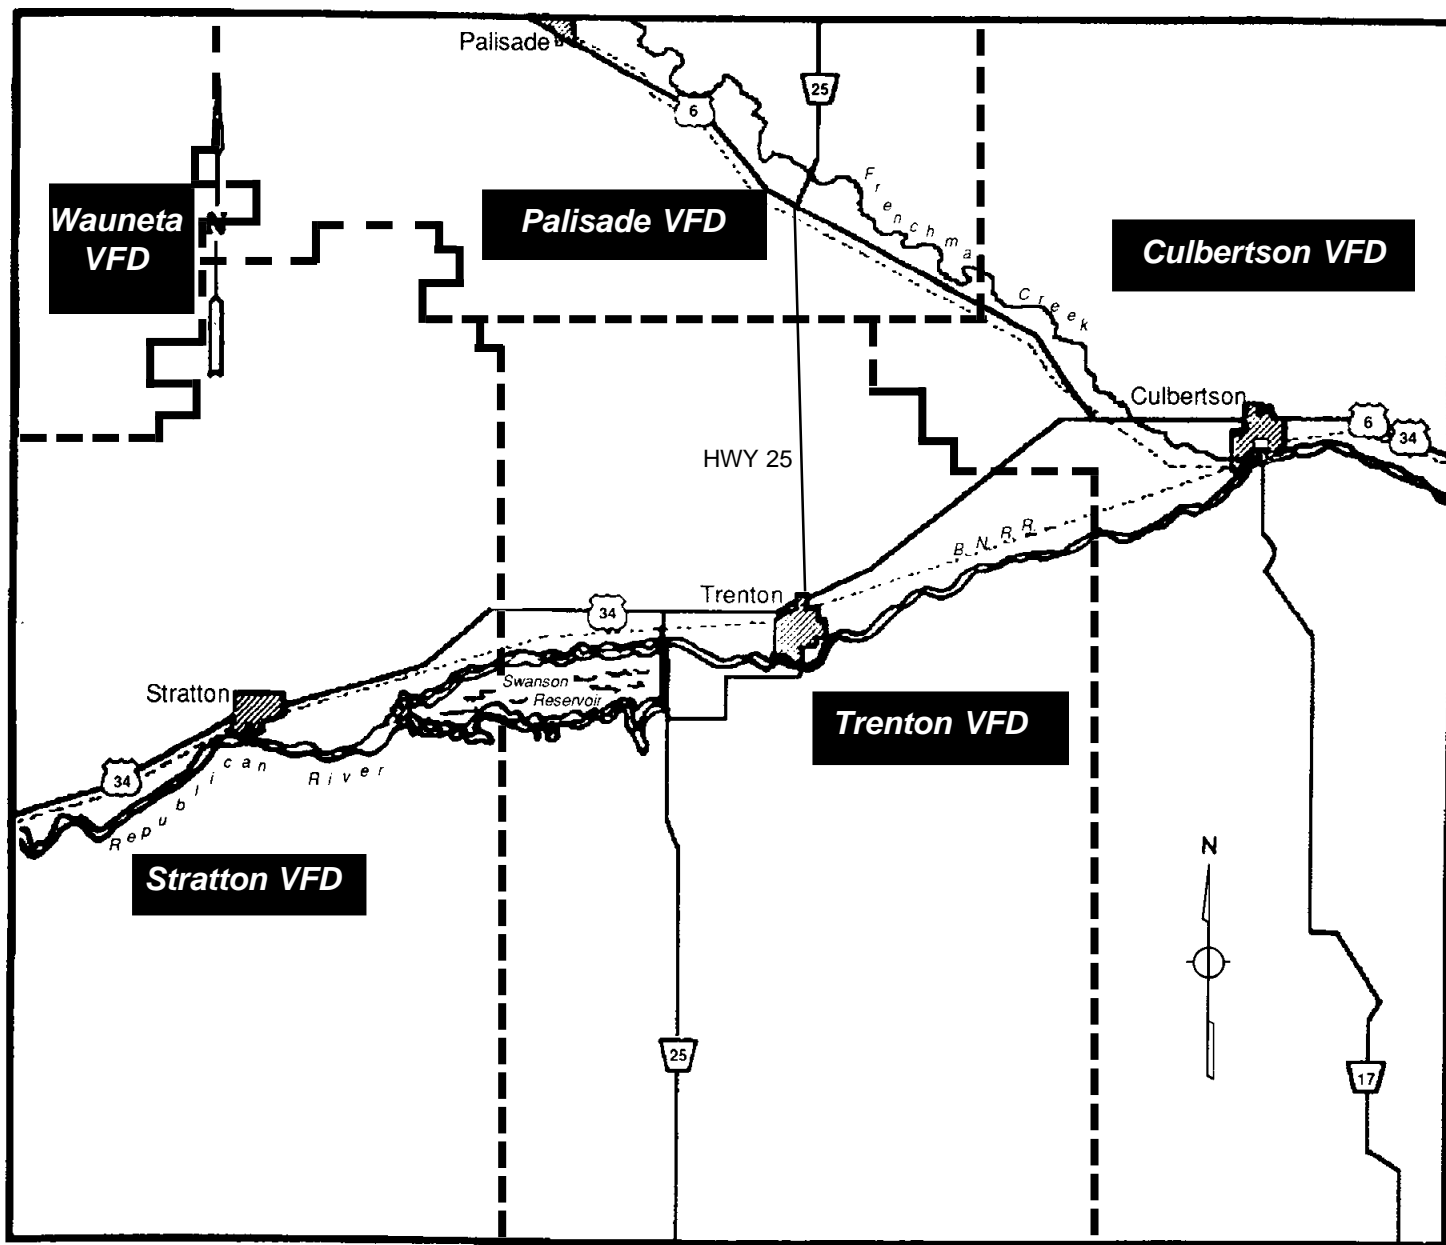 Palisade
25
6
Wauneta
VFD
N
Palisade VFD
Frenchma
Creek
Culbertson VFD
Culbertson
6
34
HWY 25
B.N.R.R.
Trenton
34
Swanson
Reservoir
Stratton
34
Republican
River
Trenton VFD
Stratton VFD
N
25
17